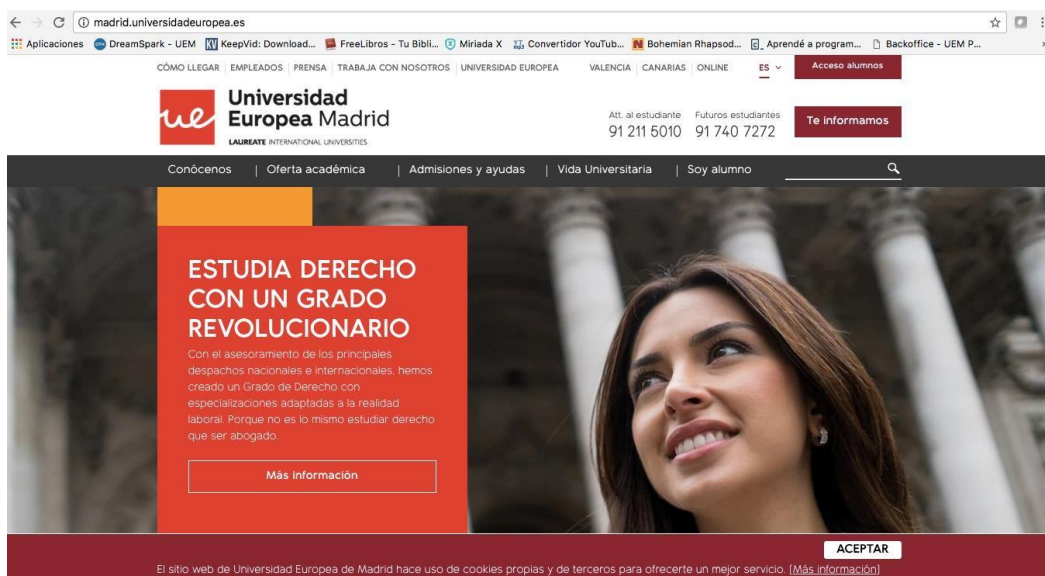 madrid.universidadeuropea.es
Aplicaciones DreamSpark - UEM KeepVid: Download... FreeLibros - Tu Bibli... Miriada X Convertidor YouTub... Bohemian Rhapsod... Aprendé a program... Backoffice - UEM P...
CÓMO LLEGAR | EMPLEADOS | PRENSA | TRABAJA CON NOSOTROS | UNIVERSIDAD EUROPEA VALENCIA | CANARIAS | ONLINE ES Acceso alumnos
ue Universidad
Europea Madrid
LAUREATE INTERNATIONAL UNIVERSITIES
Att. al estudiante Futuros estudiantes
91 211 5010 91 740 7272
Te informamos
Conócenos | Oferta académica | Admisiones y ayudas | Vida Universitaria | Soy alumno
ESTUDIA DERECHO
CON UN GRADO
REVOLUCIONARIO
Con el asesoramiento de los principales
despachos nacionales e internacionales, hemos
creado un Grado de Derecho con
especializaciones adaptadas a la realidad
laboral. Porque no es lo mismo estudiar derecho
que ser abogado.
Más Información
ACEPTAR
El sitio web de Universidad Europea de Madrid hace uso de cookies propias y de terceros para ofrecerte un mejor servicio. [Más información]